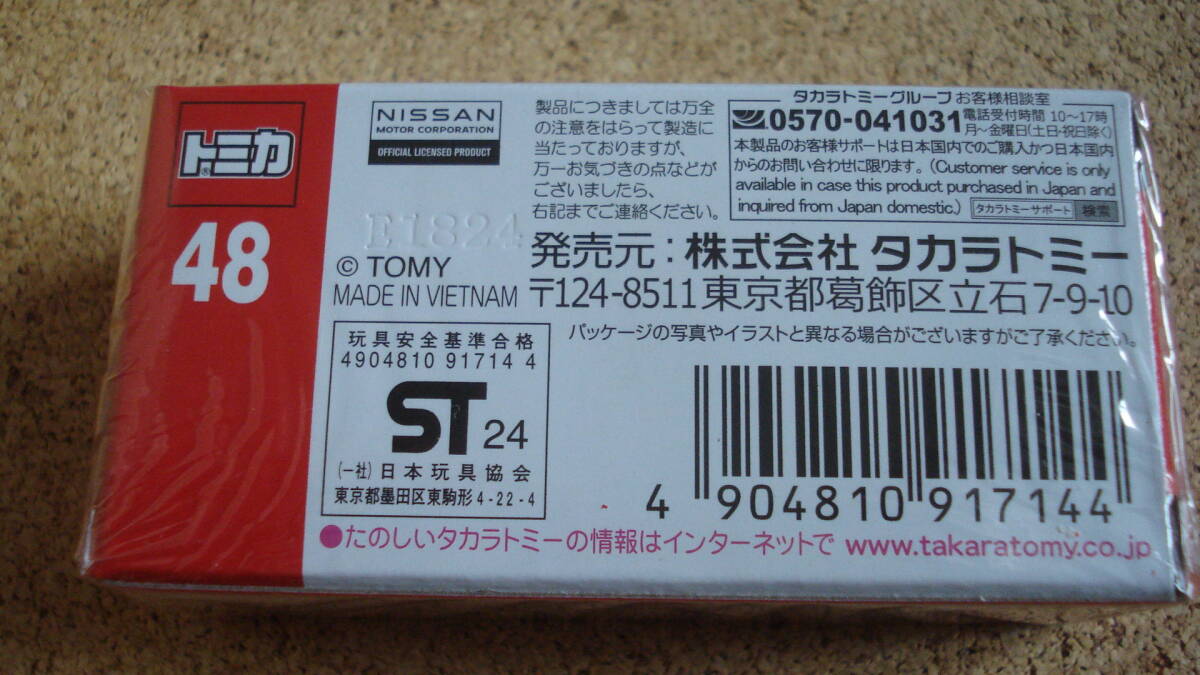 トミカ®
48
NISSAN
MOTOR CORPORATION
OFFICIAL LICENSED PRODUCT
E1824
© TOMY
MADE IN VIETNAM
製品につきましては万全
の注意をはらって製造に
当たっておりますが、
万一お気づきの点などが
ございましたら、
右記までご連絡ください。
タカラトミーグループ お客様相談室
0570-041031 電話受付時間 10～17時
月～金曜日(土日・祝日除く)
本製品のお客様サポートは日本国内でのご購入かつ日本国内
からのお問い合わせに限ります。(Customer service is only
available in case this product purchased in Japan and
inquired from Japan domestic.) タカラトミーサポート 検索
発売元：株式会社 タカラトミー
〒124-8511 東京都葛飾区立石 7-9-10
パッケージの写真やイラストと異なる場合がございますがご了承ください。
玩具安全基準合格
4904810 91714 4
ST 24
(一社) 日本玩具協会
東京都墨田区東駒形 4-22-4
4 904810 917144
●たのしいタカラトミーの情報はインターネットで www.takaratomy.co.jp